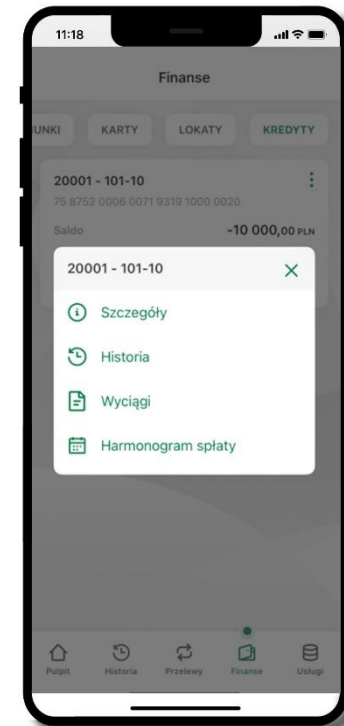 11:18
Finanse
UNKI KARTY LOKATY KREDYTY
20001 - 101-10
75 8752 0006 0071 9319 1000 0020
Saldo -10 000,00 PLN
20001 - 101-10
Szczegóły
Historia
Wyciągi
Harmonogram spłaty
Pulpit Historia Przelewy Finanse Usługi